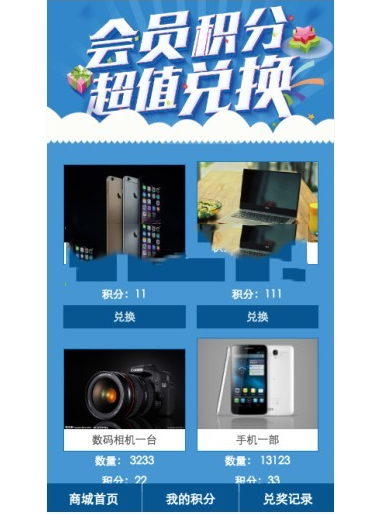 会员积分
超值兑换
积分：11
积分：111
兑换
兑换
数码相机一台
手机一部
数量： 3233
数量： 13123
积分：22
积分：33
商城首页
我的积分
兑奖记录